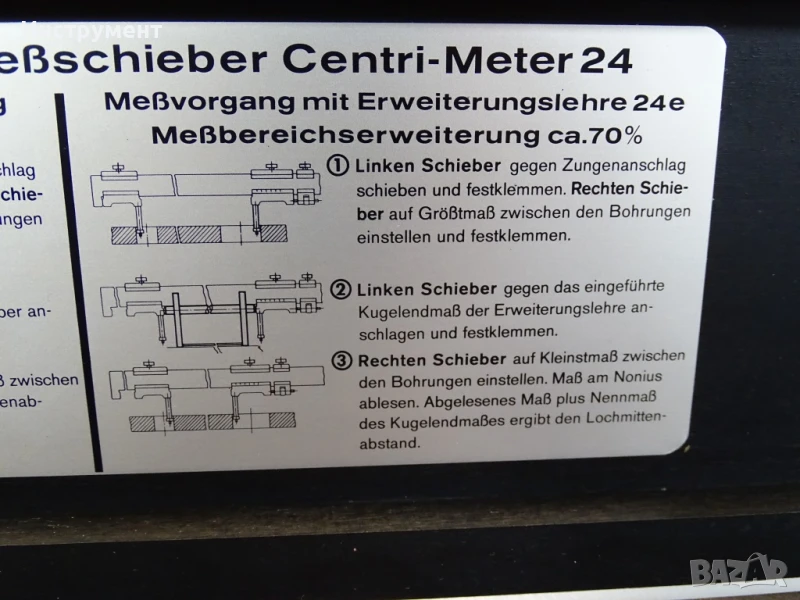 Инструмент
eßschieber Centri-Meter 24
g
Meßvorgang mit Erweiterungslehre 24e
Meßbereichserweiterung ca.70%
chlag
chie-
ungen
ber an-
ß zwischen
enab-
① Linken Schieber gegen Zungenanschlag
schieben und festklemmen. Rechten Schie-
ber auf Größtmaß zwischen den Bohrungen
einstellen und festklemmen.
② Linken Schieber gegen das eingeführte
Kugelendmaß der Erweiterungslehre an-
schlagen und festklemmen.
③ Rechten Schieber auf Kleinstmaß zwischen
den Bohrungen einstellen. Maß am Nonius
ablesen. Abgelesenes Maß plus Nennmaß
des Kugelendmaßes ergibt den Lochmitten-
abstand.
BAZAR